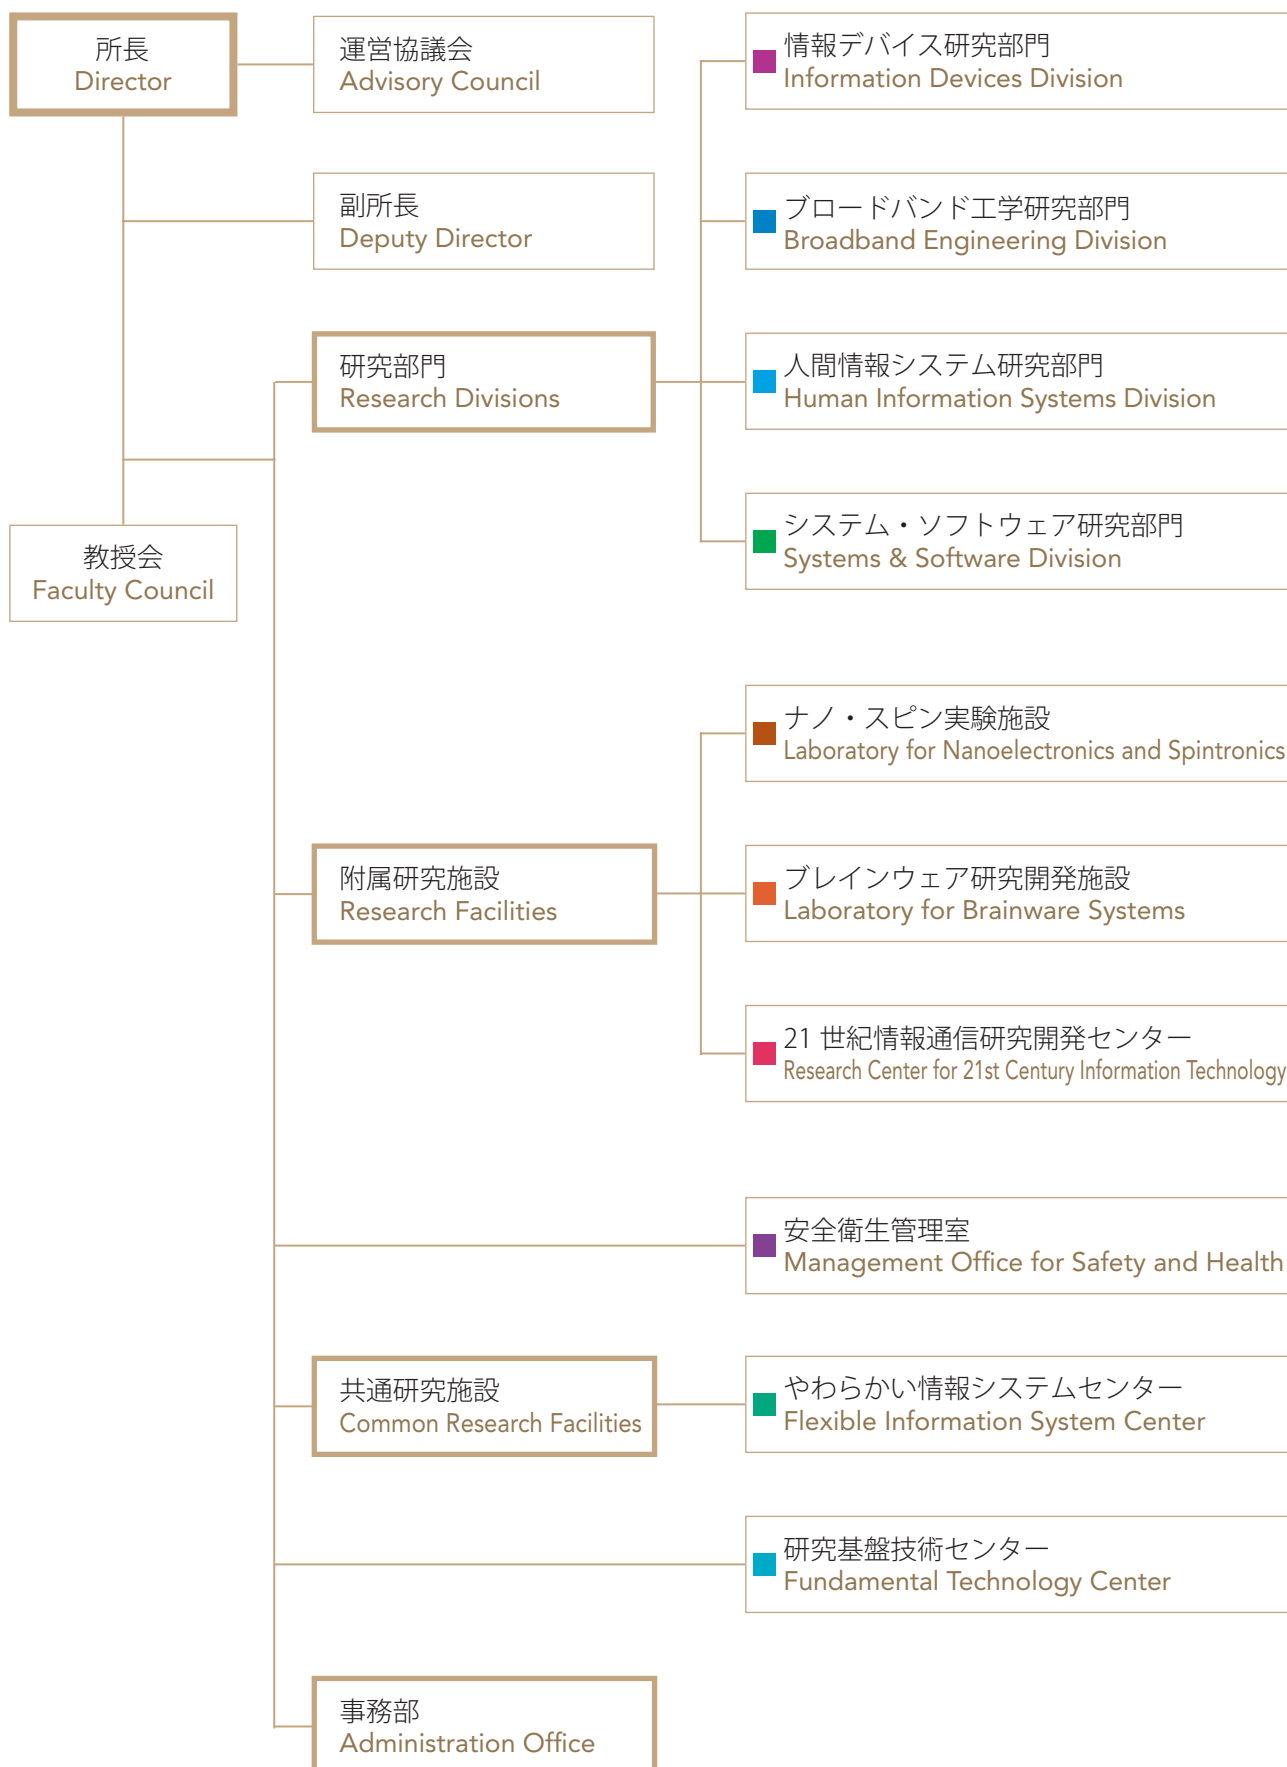 所長
Director
運営協議会
Advisory Council
副所長
Deputy Director
研究部門
Research Divisions
情報デバイス研究部門
Information Devices Division
ブロードバンド工学研究部門
Broadband Engineering Division
人間情報システム研究部門
Human Information Systems Division
システム・ソフトウェア研究部門
Systems & Software Division
教授会
Faculty Council
附属研究施設
Research Facilities
ナノ・スピン実験施設
Laboratory for Nanoelectronics and Spintronics
ブレインウェア研究開発施設
Laboratory for Brainware Systems
21 世紀情報通信研究開発センター
Research Center for 21st Century Information Technology
安全衛生管理室
Management Office for Safety and Health
共通研究施設
Common Research Facilities
やわらかい情報システムセンター
Flexible Information System Center
研究基盤技術センター
Fundamental Technology Center
事務部
Administration Office